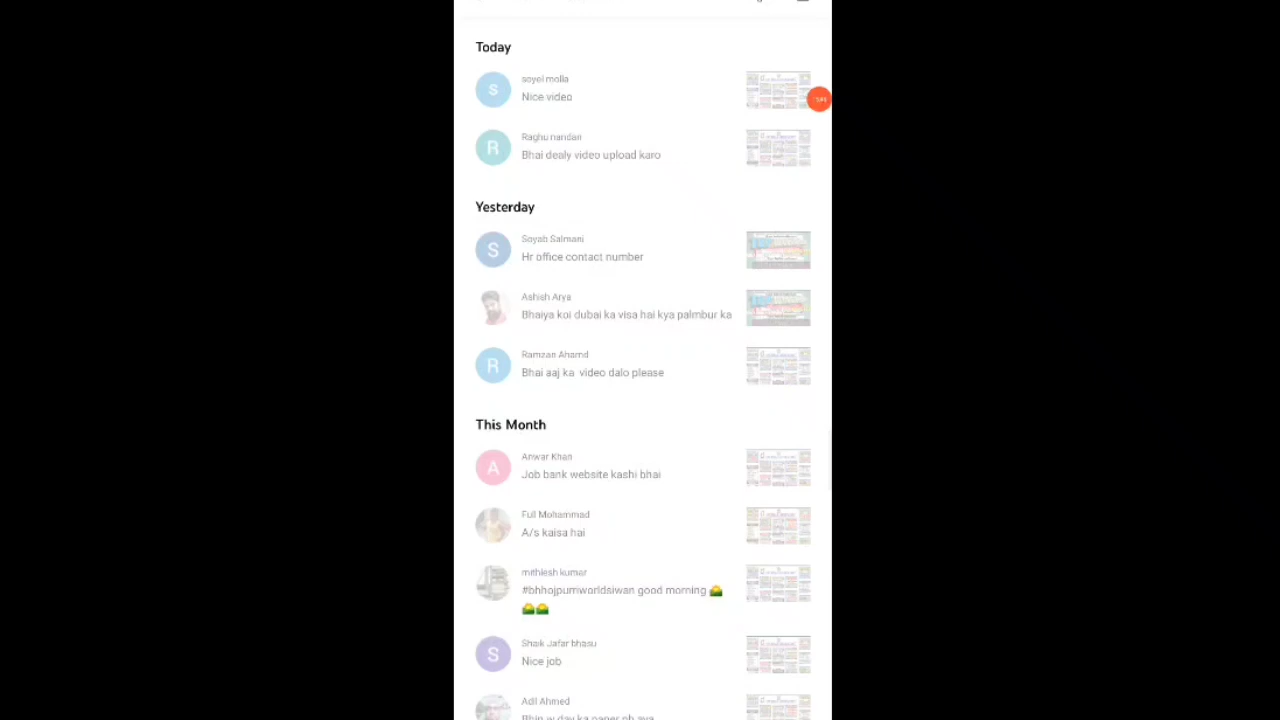 Today
soyel molla
Nice video
Raghu nandan
Bhai dealy video upload karo
Yesterday
Soyab Salmani
Hr office contact number
Ashish Arya
Bhaiya koi dubai ka visa hai kya palmbur ka
Ramzan Ahamd
Bhai aaj ka video dalo please
This Month
Anwar Khan
Job bank website kashi bhai
Full Mohammad
A/s kaisa hai
mithlesh kumar
#bhhojpurriworldsiwan good morning
Shaik Jafar bhasu
Nice job
Adil Ahmed